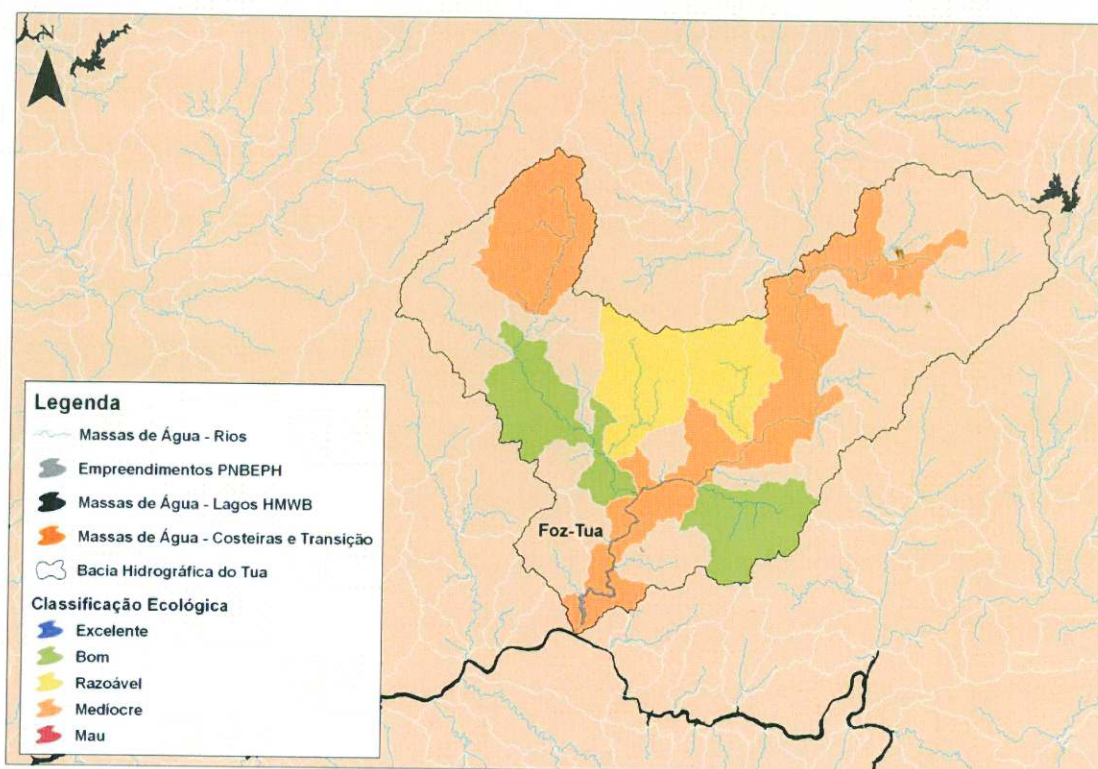 N
Foz-Tua
Legenda
Massas de Água - Rios
Empreendimentos PNBEPH
Massas de Água - Lagos HMWB
Massas de Água - Costeiras e Transição
Bacia Hidrográfica do Tua
Classificação Ecológica
Excelente
Bom
Razoável
Medíocre
Mau